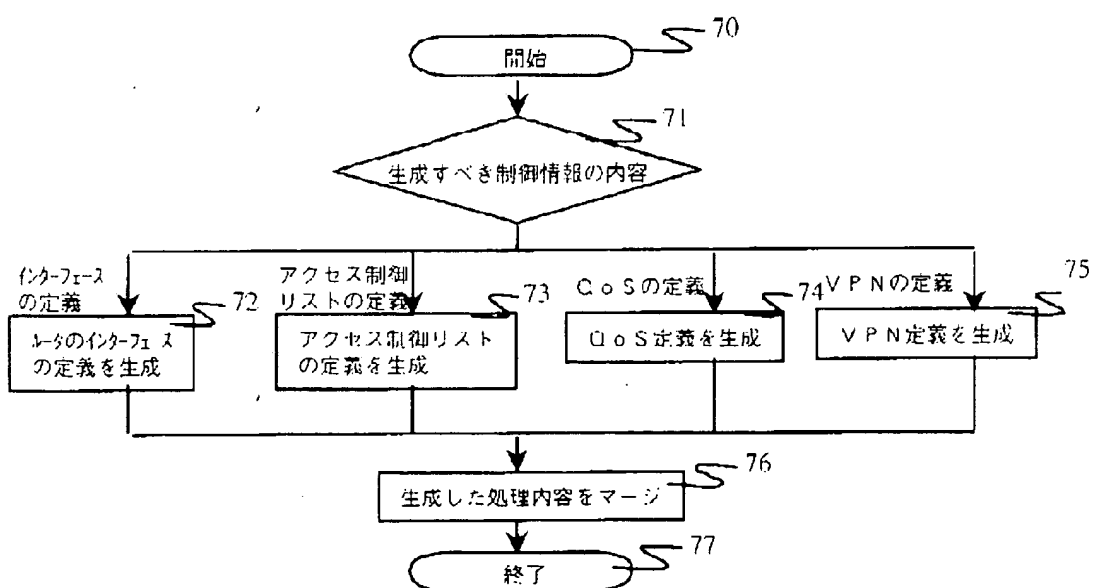 70
開始
71
生成すべき制御情報の内容
インターフェース
の定義
アクセス制御
リストの定義
QoSの定義
VPNの定義
72
73
74
75
ルータのインターフェース
の定義を生成
アクセス制御リスト
の定義を生成
QoS定義を生成
VPN定義を生成
76
生成した処理内容をマージ
77
終了